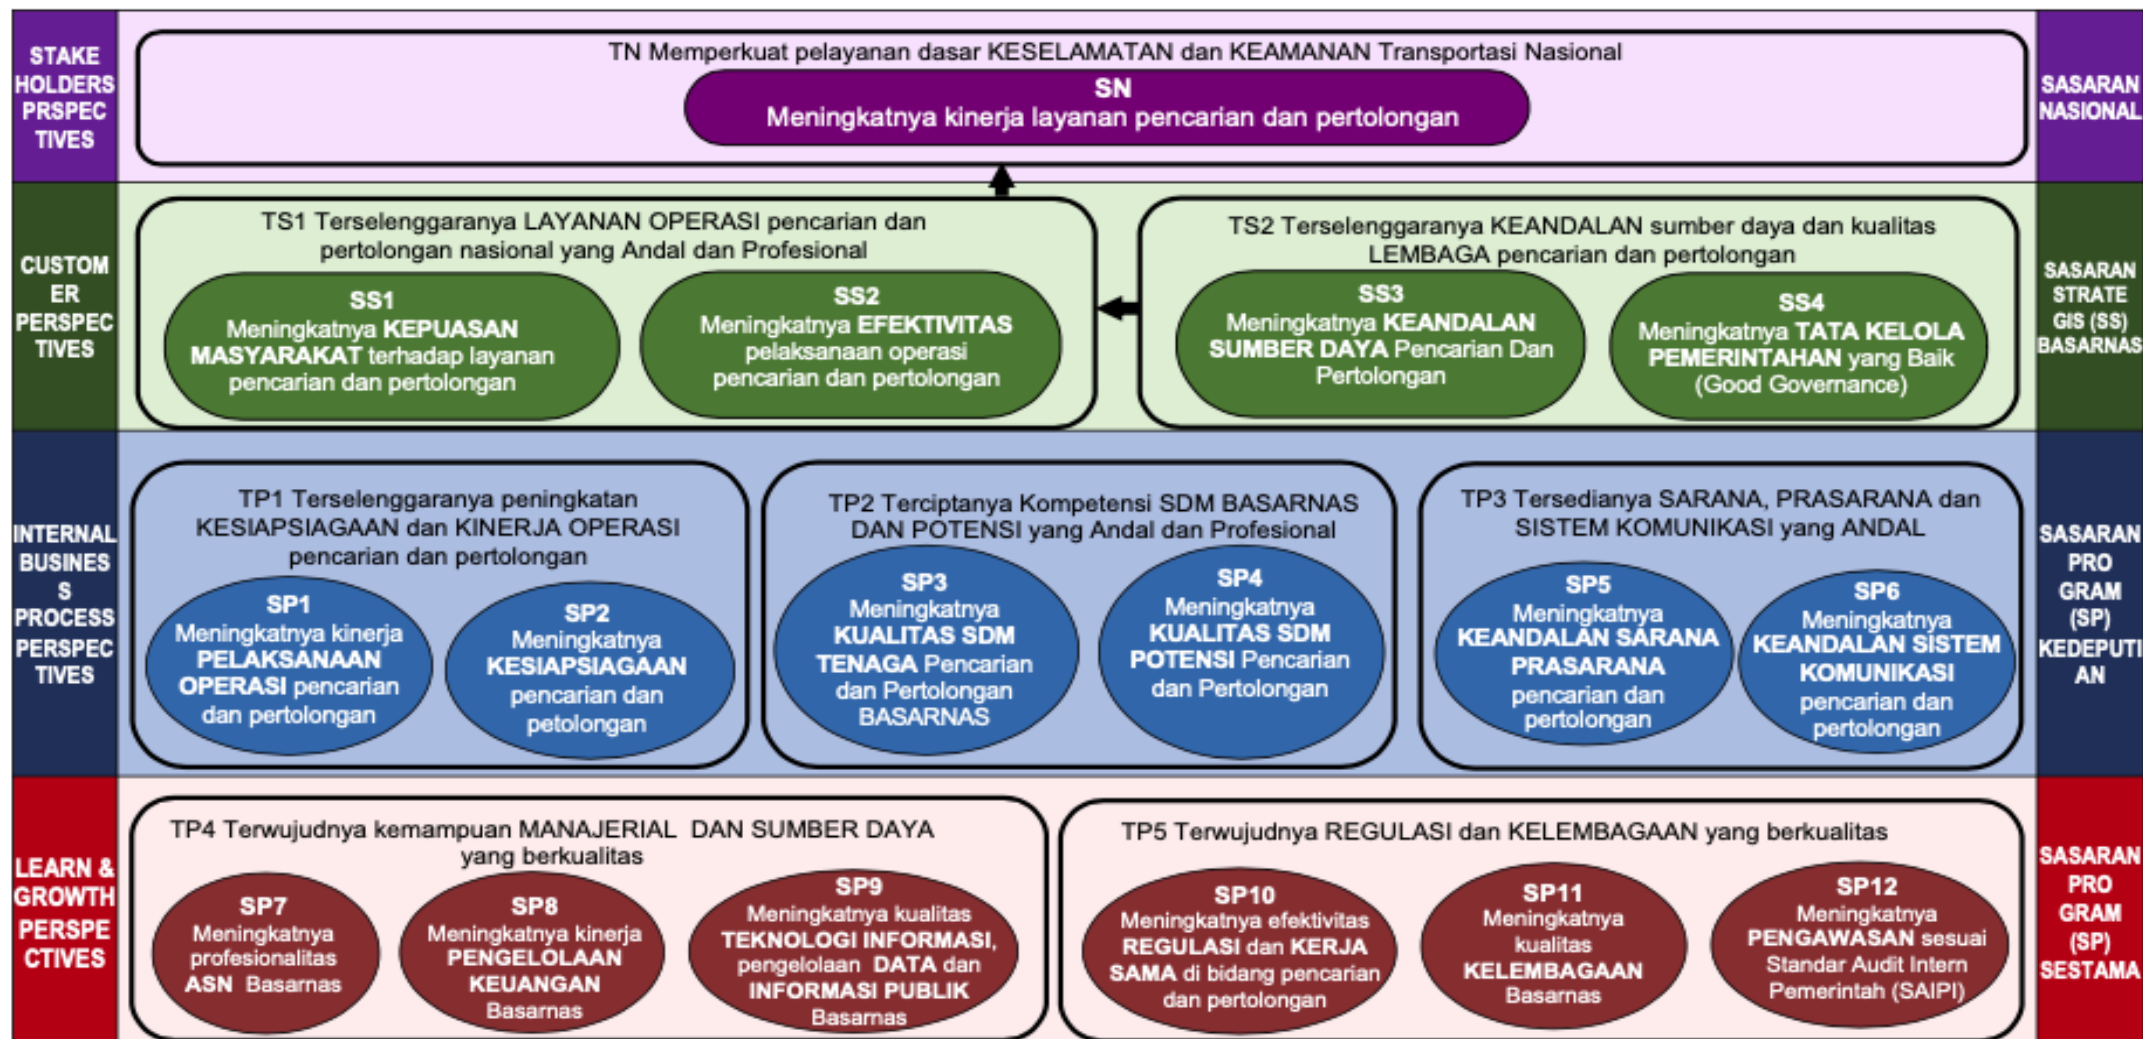 STAKE
HOLDERS
PRSPEC
TIVES
TN Memperkuat pelayanan dasar KESELAMATAN dan KEAMANAN Transportasi Nasional
SN
Meningkatnya kinerja layanan pencarian dan pertolongan
SASARAN
NASIONAL
CUSTOM
ER
PERSPEC
TIVES
TS1 Terselenggaranya LAYANAN OPERASI pencarian dan
pertolongan nasional yang Andal dan Profesional
SS1
Meningkatnya KEPUASAN
MASYARAKAT terhadap layanan
pencarian dan pertolongan
SS2
Meningkatnya EFEKTIVITAS
pelaksanaan operasi
pencarian dan pertolongan
TS2 Terselenggaranya KEANDALAN sumber daya dan kualitas
LEMBAGA pencarian dan pertolongan
SS3
Meningkatnya KEANDALAN
SUMBER DAYA Pencarian Dan
Pertolongan
SS4
Meningkatnya TATA KELOLA
PEMERINTAHAN yang Baik
(Good Governance)
SASARAN
STRATE
GIS (SS)
BASARNAS
INTERNAL
BUSINES
S
PROCESS
PERSPEC
TIVES
TP1 Terselenggaranya peningkatan
KESIAPSIAGAAN dan KINERJA OPERASI
pencarian dan pertolongan
SP1
Meningkatnya kinerja
PELAKSANAAN
OPERASI pencarian
dan pertolongan
SP2
Meningkatnya
KESIAPSIAGAAN
pencarian dan
petolongan
TP2 Terciptanya Kompetensi SDM BASARNAS
DAN POTENSI yang Andal dan Profesional
SP3
Meningkatnya
KUALITAS SDM
TENAGA Pencarian
dan Pertolongan
BASARNAS
SP4
Meningkatnya
KUALITAS SDM
POTENSI Pencarian
dan Pertolongan
TP3 Tersedianya SARANA, PRASARANA dan
SISTEM KOMUNIKASI yang ANDAL
SP5
Meningkatnya
KEANDALAN SARANA
PRASARANA
pencarian dan
pertolongan
SP6
Meningkatnya
KEANDALAN SISTEM
KOMUNIKASI
pencarian dan
pertolongan
SASARAN
PRO
GRAM
(SP)
KEDEPUTI
AN
LEARN &
GROWTH
PERSPE
CTIVES
TP4 Terwujudnya kemampuan MANAJERIAL DAN SUMBER DAYA
yang berkualitas
SP7
Meningkatnya
profesionalitas
ASN Basarnas
SP8
Meningkatnya kinerja
PENGELOLAAN
KEUANGAN
Basarnas
SP9
Meningkatnya kualitas
TEKNOLOGI INFORMASI,
pengelolaan DATA dan
INFORMASI PUBLIK
Basarnas
TP5 Terwujudnya REGULASI dan KELEMBAGAAN yang berkualitas
SP10
Meningkatnya efektivitas
REGULASI dan KERJA
SAMA di bidang pencarian
dan pertolongan
SP11
Meningkatnya
kualitas
KELEMBAGAAN
Basarnas
SP12
Meningkatnya
PENGAWASAN sesuai
Standar Audit Intern
Pemerintah (SAIPI)
SASARAN
PRO
GRAM
(SP)
SESTAMA